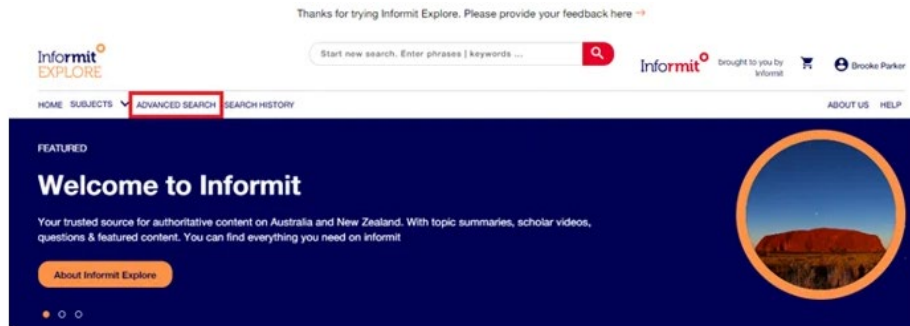 Thanks for trying Informit Explore. Please provide your feedback here →
Informit
EXPLORE
Start new search. Enter phrases | keywords ...
Informit
brought to you by
Informit
Brooke Parker
HOME SUBJECTS ADVANCED SEARCH SEARCH HISTORY
ABOUT US HELP
FEATURED
Welcome to Informit
Your trusted source for authoritative content on Australia and New Zealand. With topic summaries, scholar videos,
questions & featured content. You can find everything you need on informit
About Informit Explore